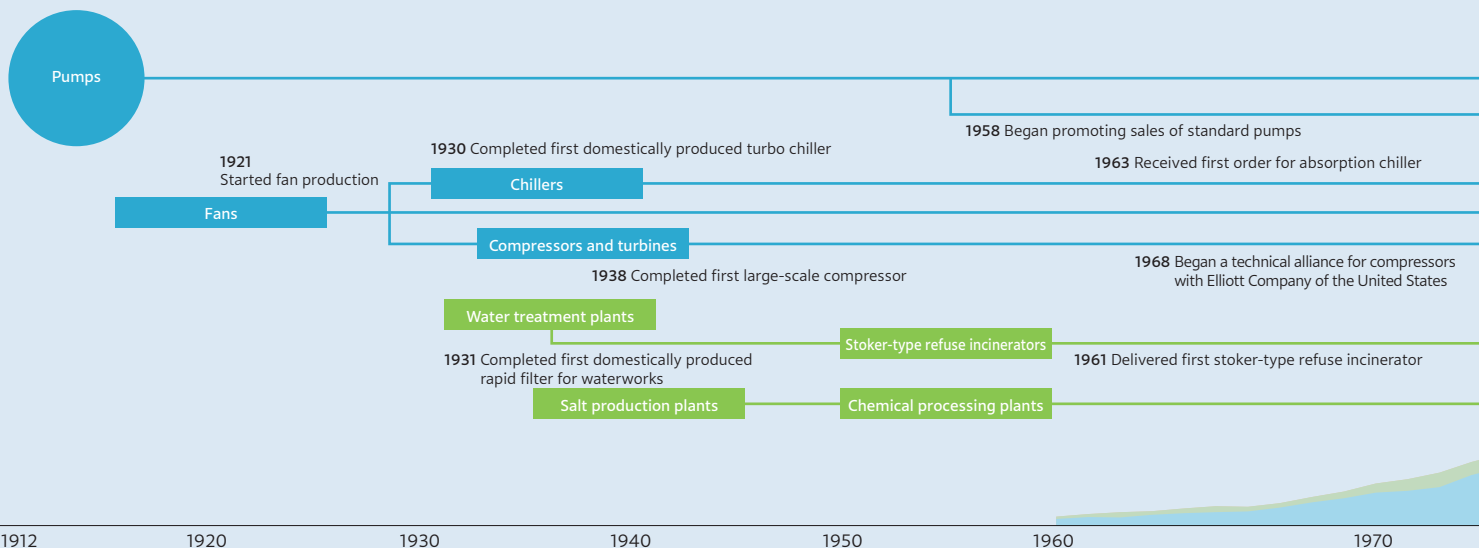 Pumps
1958 Began promoting sales of standard pumps
1930 Completed first domestically produced turbo chiller
1921
Started fan production
1963 Received first order for absorption chiller
Chillers
Fans
Compressors and turbines
1938 Completed first large-scale compressor
1968 Began a technical alliance for compressors
with Elliott Company of the United States
Water treatment plants
Stoker-type refuse incinerators
1931 Completed first domestically produced
rapid filter for waterworks
1961 Delivered first stoker-type refuse incinerator
Salt production plants
Chemical processing plants
1912 1920 1930 1940 1950 1960 1970